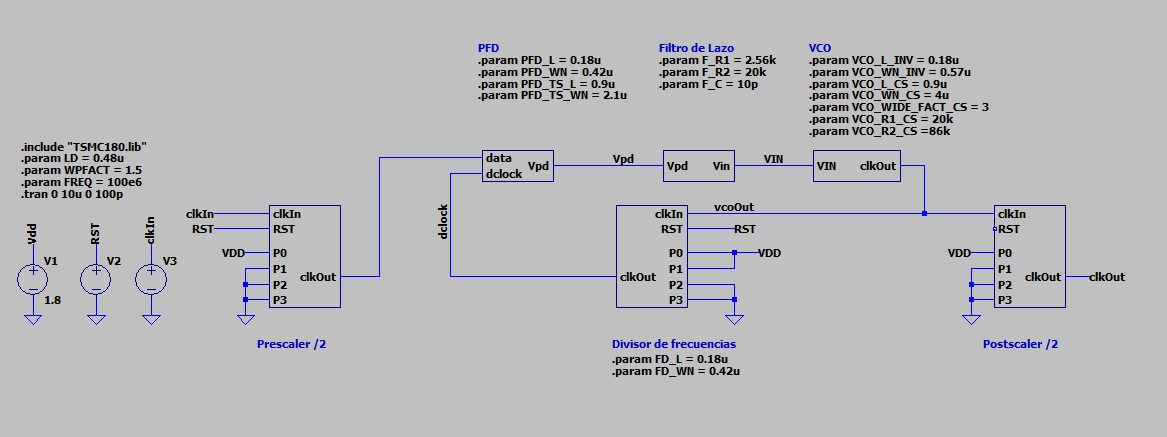 PFD
.param PFD_L = 0.18u
.param PFD_WN = 0.42u
.param PFD_TS_L = 0.9u
.param PFD_TS_WN = 2.1u
Filtro de Lazo
.param F_R1 = 2.56k
.param F_R2 = 20k
.param F_C = 10p
VCO
.param VCO_L_INV = 0.18u
.param VCO_WN_INV = 0.57u
.param VCO_L_CS = 0.9u
.param VCO_WN_CS = 4u
.param VCO_WIDE_FACT_CS = 3
.param VCO_R1_CS = 20k
.param VCO_R2_CS =86k
.include "TSMC180.lib"
.param LD = 0.48u
.param WPFACT = 1.5
.param FREQ = 100e6
.tran 0 10u 0 100p
data
dclock
Vpd
Vpd
Vpd
Vin
VIN
VIN
clkOut
Vdd
V1
1.8
RST
V2
clkIn
V3
clkIn
RST
VDD
clkIn
RST
P0
P1
P2
P3
clkOut
Prescaler /2
dclock
vcoOut
clkIn
RST
P0
P1
P2
P3
clkOut
RST
VDD
Divisor de frecuencias
.param FD_L = 0.18u
.param FD_WN = 0.42u
VDD
clkIn
RST
P0
P1
P2
P3
clkOut
clkOut
Postscaler /2